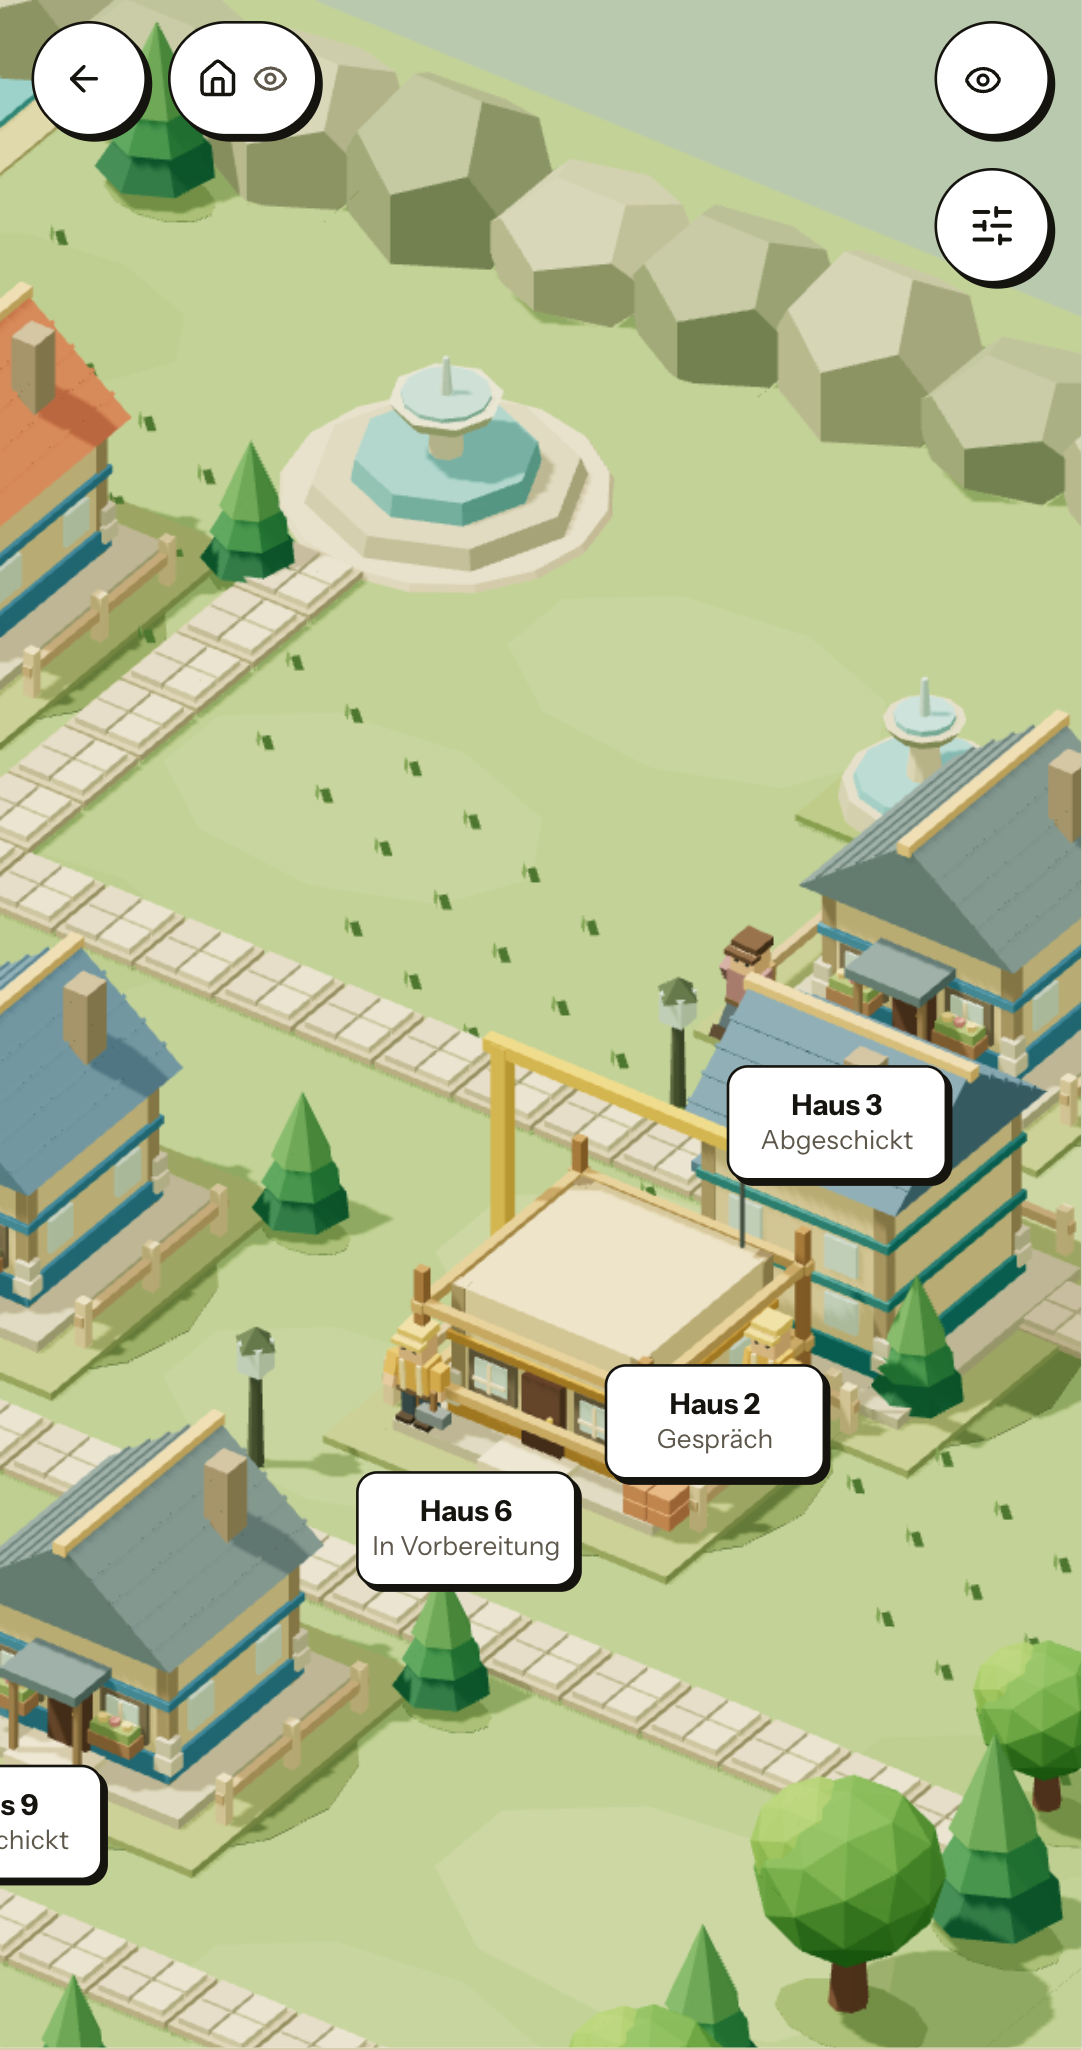 Haus 3
Abgeschickt
Haus 2
Gespräch
Haus 6
In Vorbereitung
s 9
chickt